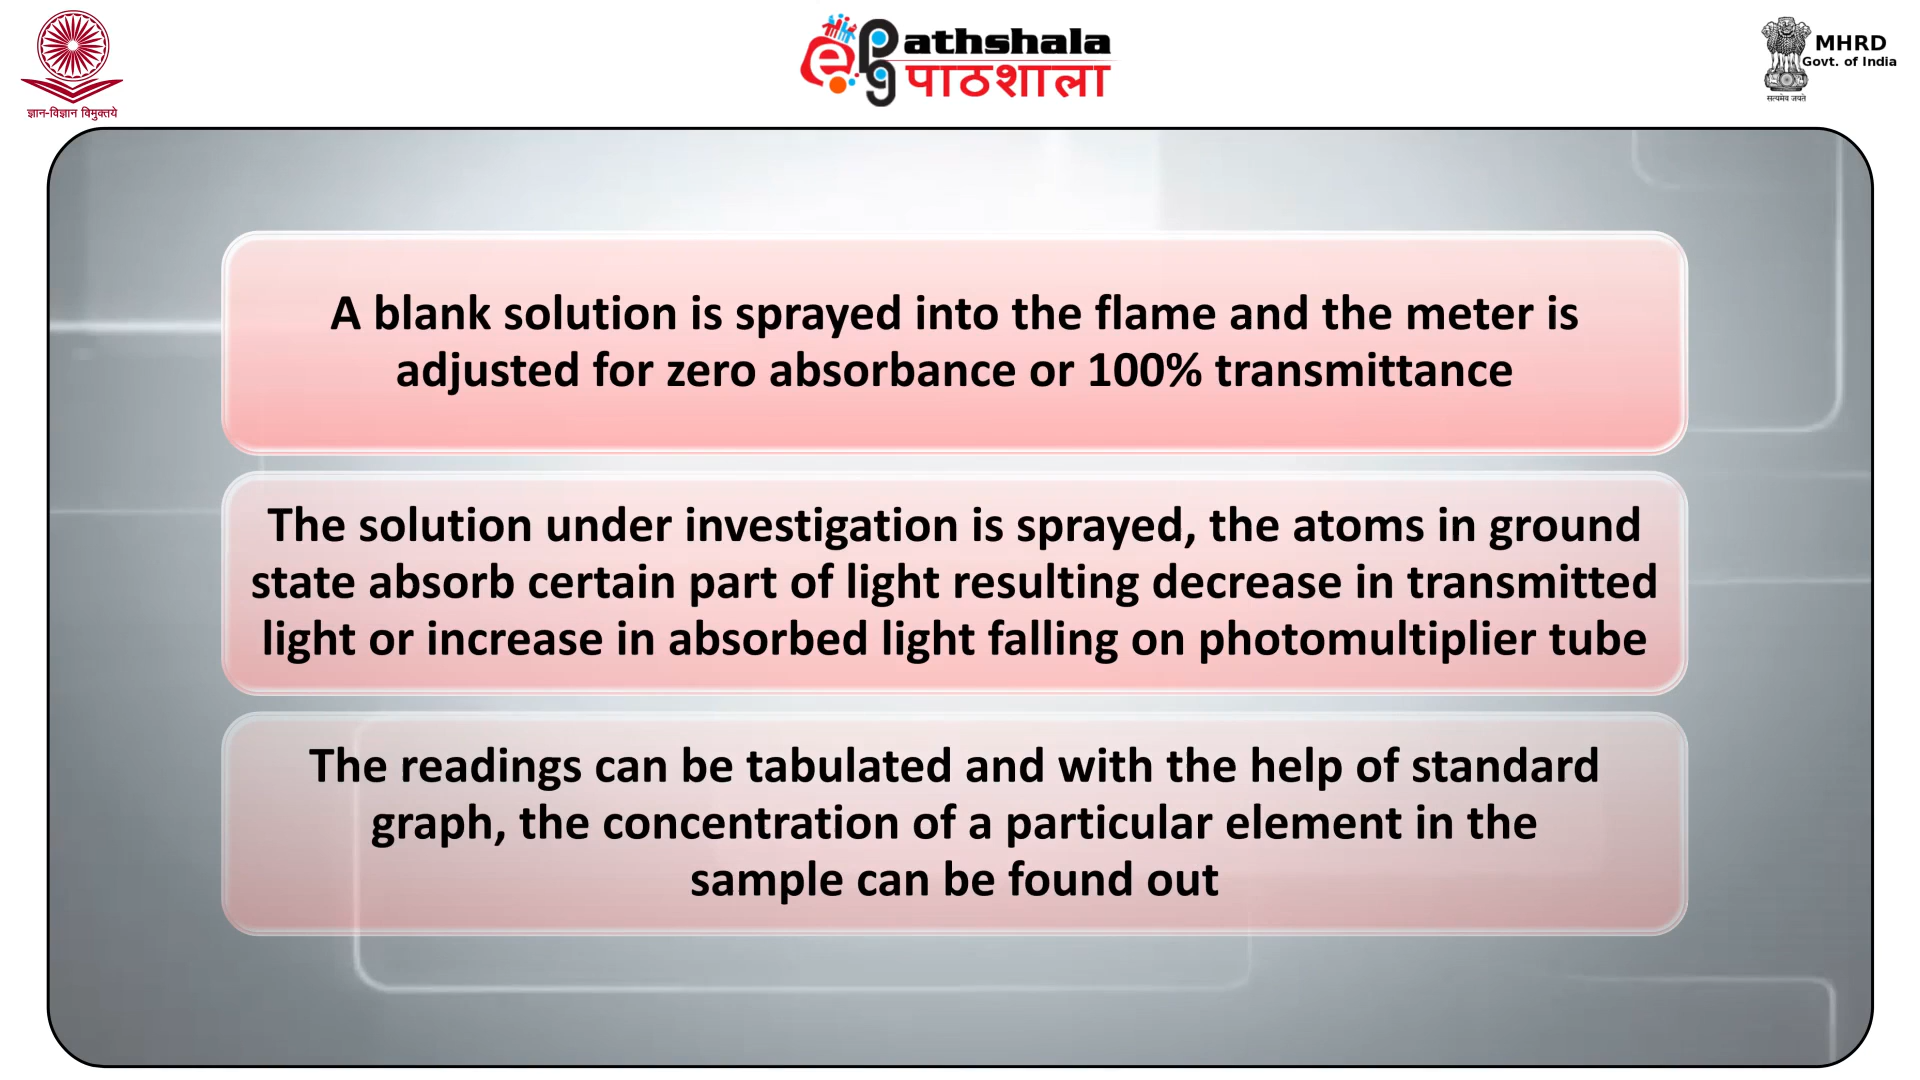 ज्ञान-विज्ञान विमुक्तये
e PG athshala
पाठशाला
MHRD
Govt. of India
सत्यमेव जयते
A blank solution is sprayed into the flame and the meter is
adjusted for zero absorbance or 100% transmittance
The solution under investigation is sprayed, the atoms in ground
state absorb certain part of light resulting decrease in transmitted
light or increase in absorbed light falling on photomultiplier tube
The readings can be tabulated and with the help of standard
graph, the concentration of a particular element in the
sample can be found out